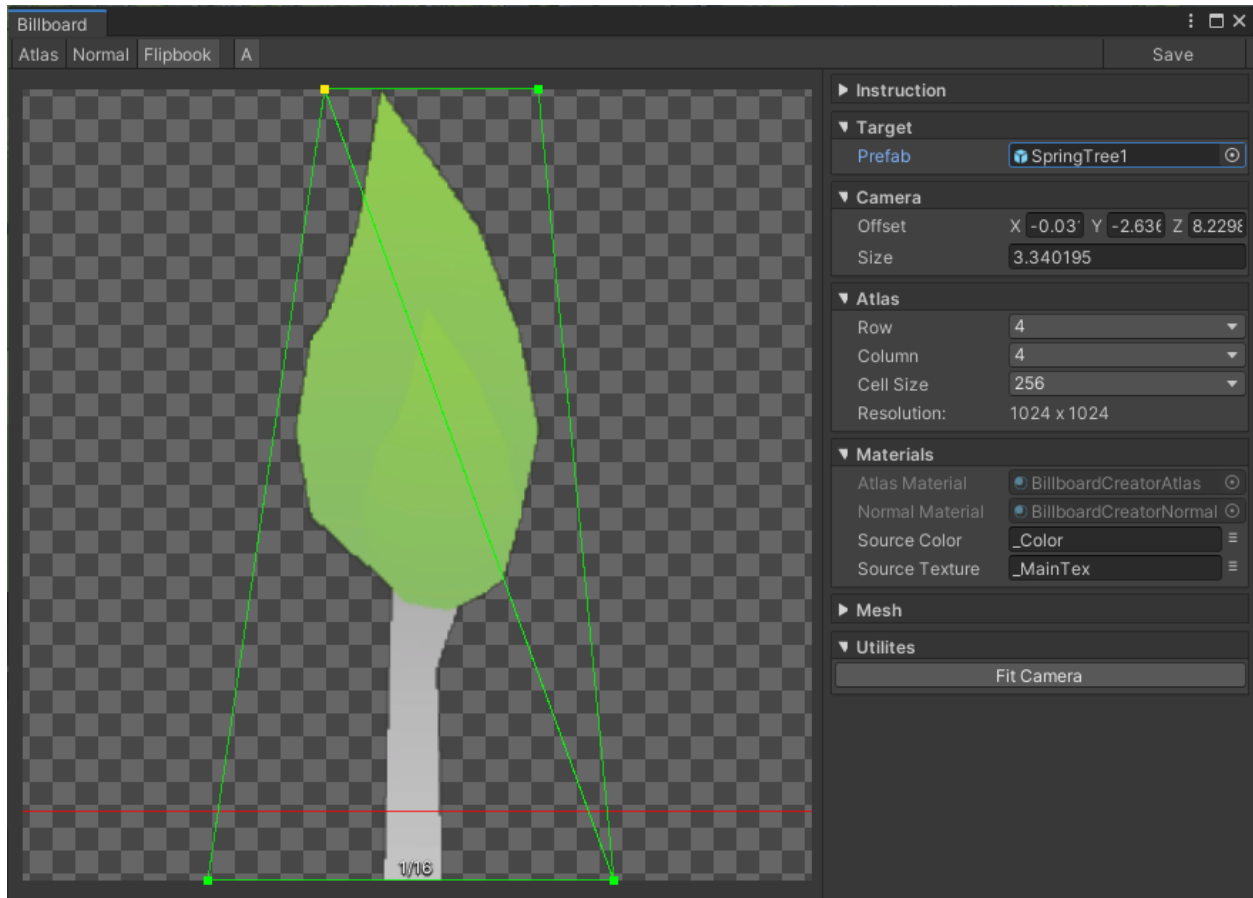 Billboard
Atlas Normal Flipbook A Save
Instruction
Target
Prefab SpringTree1
Camera
Offset X -0.03 Y -2.636 Z 8.2298
Size 3.340195
Atlas
Row 4
Column 4
Cell Size 256
Resolution: 1024 x 1024
Materials
Atlas Material BillboardCreatorAtlas
Normal Material BillboardCreatorNormal
Source Color _Color
Source Texture _MainTex
Mesh
Utilites
Fit Camera
1/16